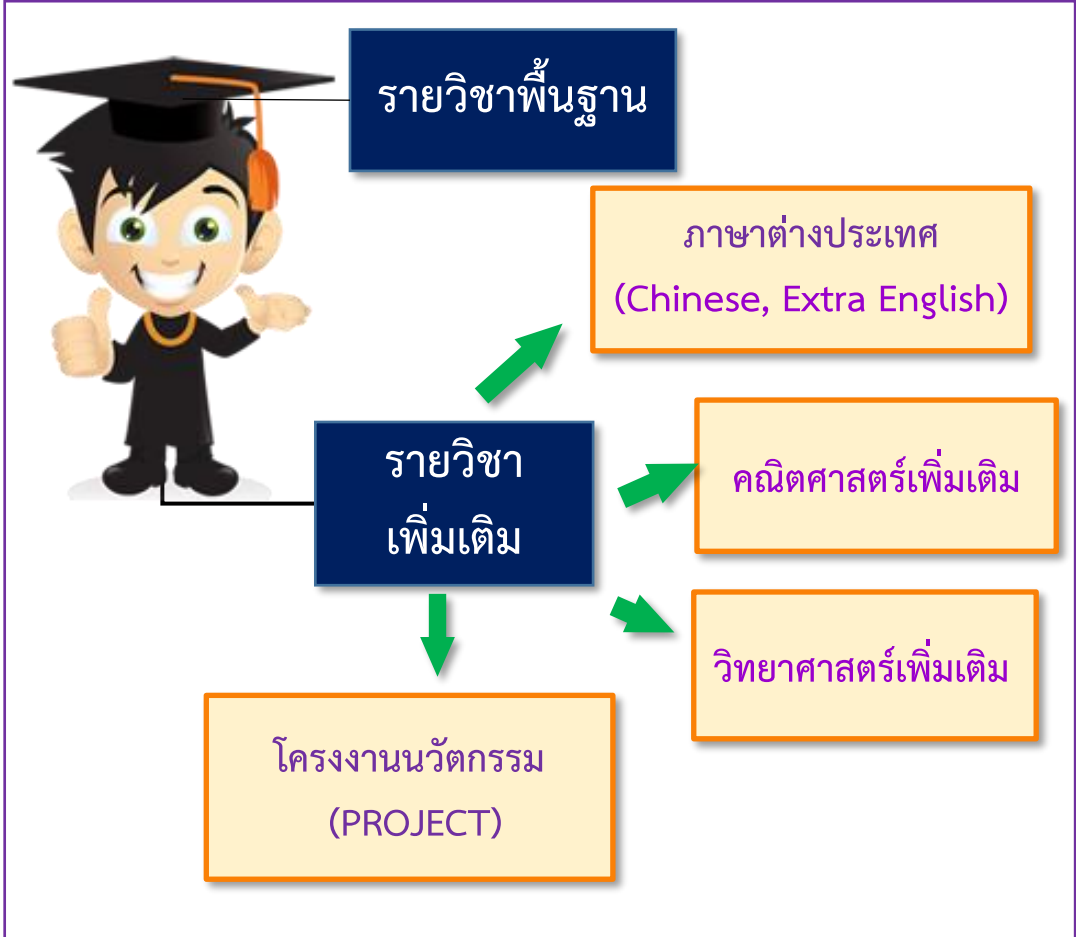 รายวิชาพื้นฐาน
ภาษาต่างประเทศ
(Chinese, Extra English)
รายวิชา
เพิ่มเติม
คณิตศาสตร์เพิ่มเติม
วิทยาศาสตร์เพิ่มเติม
โครงงานนวัตกรรม
(PROJECT)